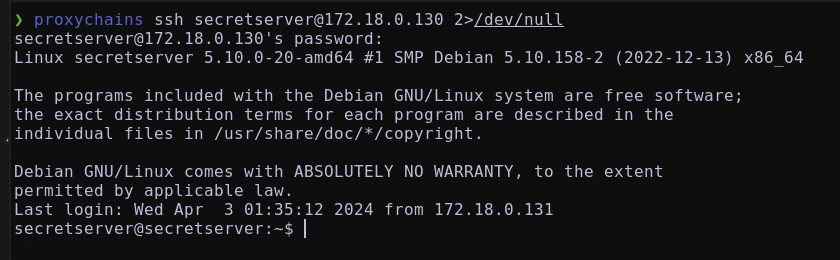 ❯ proxychains ssh secretserver@172.18.0.130 2>/dev/null
secretserver@172.18.0.130's password:
Linux secretserver 5.10.0-20-amd64 #1 SMP Debian 5.10.158-2 (2022-12-13) x86_64
The programs included with the Debian GNU/Linux system are free software;
the exact distribution terms for each program are described in the
individual files in /usr/share/doc/*/copyright.
Debian GNU/Linux comes with ABSOLUTELY NO WARRANTY, to the extent
permitted by applicable law.
Last login: Wed Apr  3 01:35:12 2024 from 172.18.0.131
secretserver@secretserver:~$